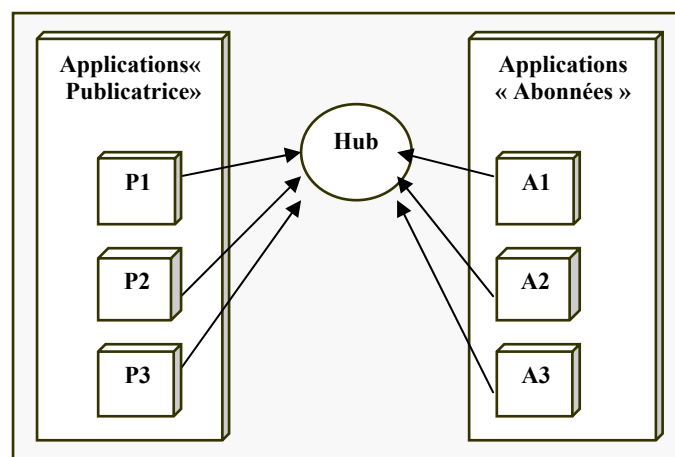 Applications«
Publicatrice»
P1
P2
P3
Hub
Applications
« Abonnées »
A1
A2
A3